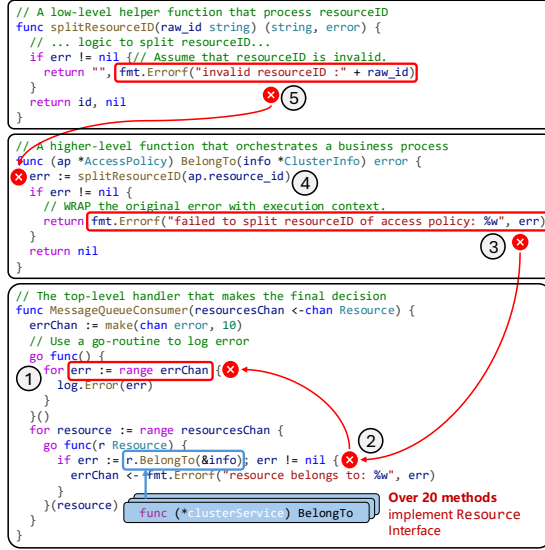 // A low-level helper function that process resourceID
func splitResourceID(raw_id string) (string, error) {
// ... logic to split resourceID...
if err != nil {// Assume that resourceID is invalid.
return "", fmt.Errorf("invalid resourceID :" + raw_id)
}
return id, nil
}
5
// A higher-level function that orchestrates a business process
func (ap *AccessPolicy) BelongTo(info *ClusterInfo) error {
err := splitResourceID(ap.resource_id)
4
if err != nil {
// WRAP the original error with execution context.
return fmt.Errorf("failed to split resourceID of access policy: %w", err)
}
3
return nil
}
// The top-level handler that makes the final decision
func MessageQueueConsumer(resourcesChan <-chan Resource) {
errChan := make(chan error, 10)
// Use a go-routine to log error
go func() {
1
for err := range errChan {
log.Error(err)
}
}()
for resource := range resourcesChan {
2
go func(r Resource) {
if err := r.BelongTo(&info); err != nil {
errChan <- fmt.Errorf("resource belongs to: %w", err)
}
}(resource)
func (*clusterService) BelongTo
Over 20 methods
implement Resource
Interface
}
}